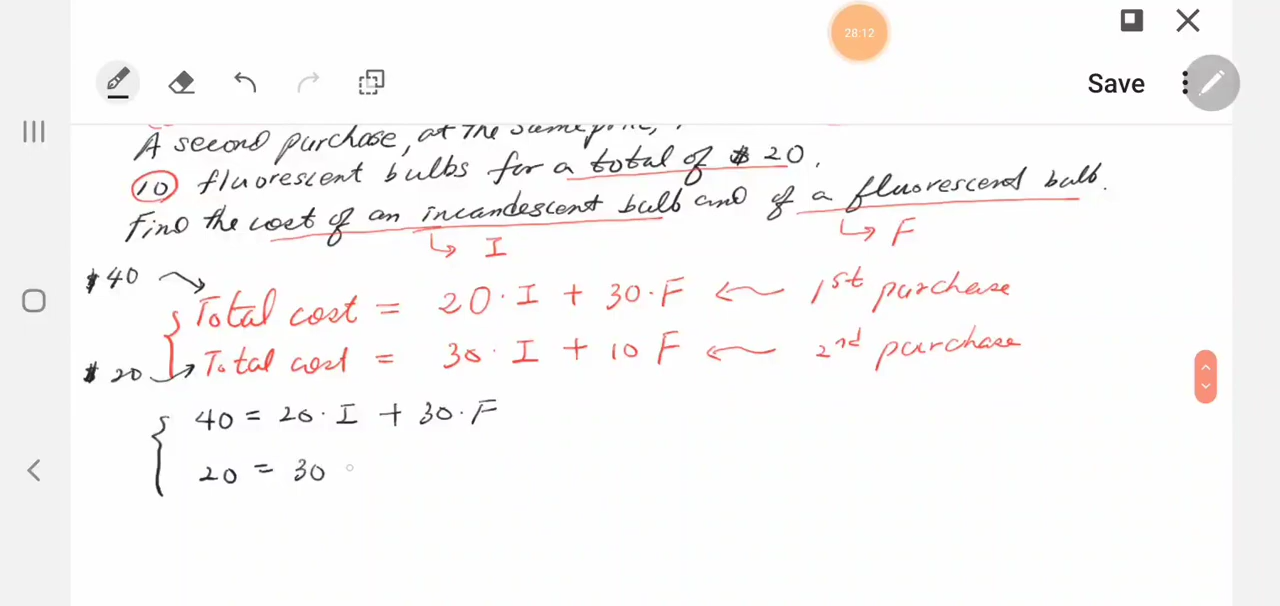 28:12
Save
A second purchase, at the same
10 fluorescent bulbs for a total of $ 20.
Find the cost of an incandescent bulb and of a fluorescend bulb.
I
F
$40
Total cost = 20·I + 30·F ← 1st purchase
Total cost = 30·I + 10 F ← 2nd purchase
$20
40 = 20·I + 30·F
20 = 30